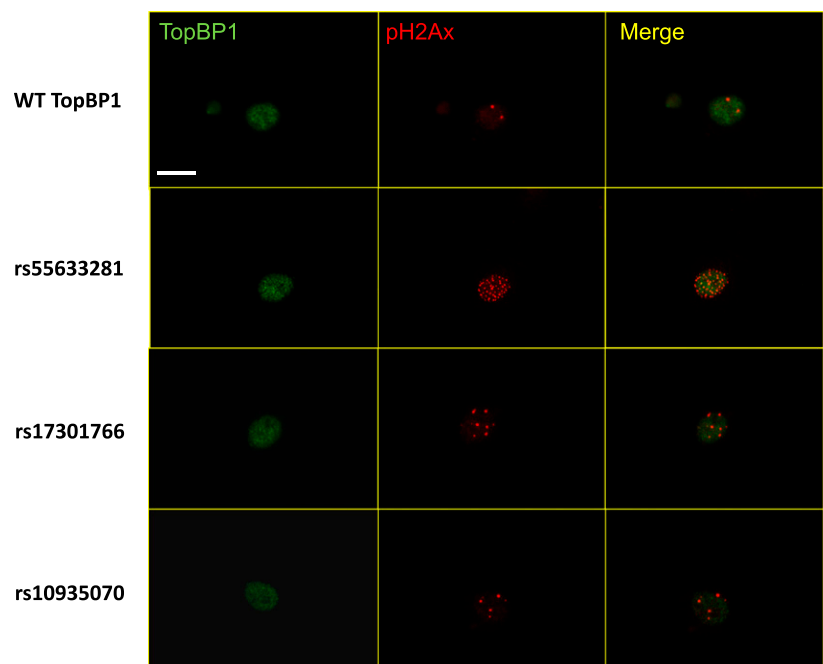 TopBP1 pH2Ax Merge
WT TopBP1
rs55633281
rs17301766
rs10935070